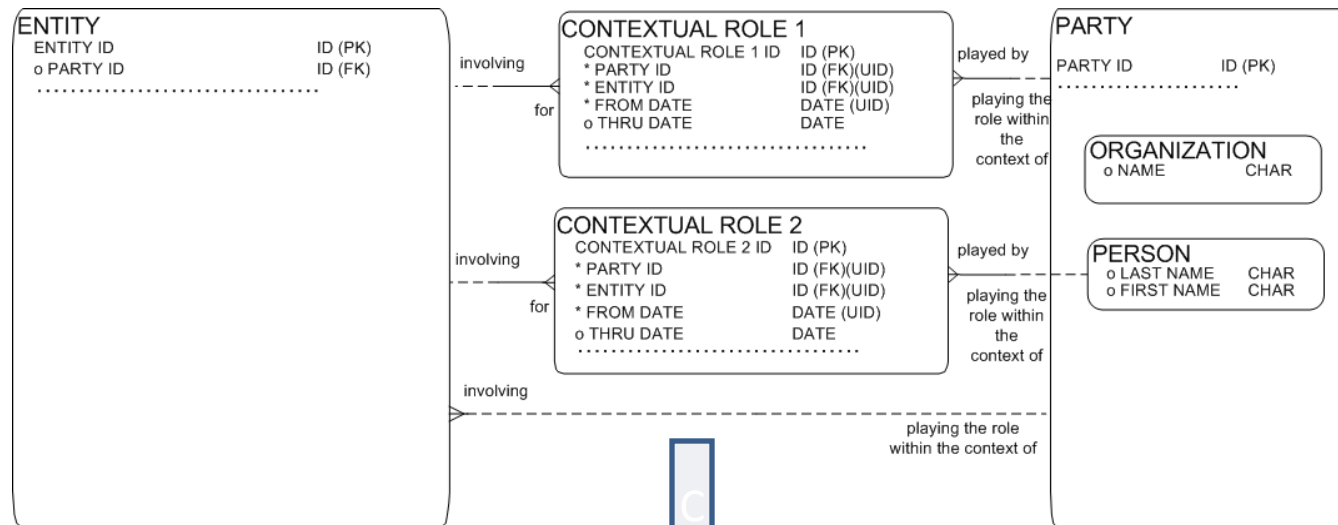 ENTITY
ENTITY ID ID (PK)
o PARTY ID ID (FK)
involving
for
CONTEXTUAL ROLE 1
CONTEXTUAL ROLE 1 ID ID (PK)
* PARTY ID ID (FK)(UID)
* ENTITY ID ID (FK)(UID)
* FROM DATE DATE (UID)
o THRU DATE DATE
played by
playing the
role within
the
context of
PARTY
PARTY ID ID (PK)
ORGANIZATION
o NAME CHAR
involving
for
CONTEXTUAL ROLE 2
CONTEXTUAL ROLE 2 ID ID (PK)
* PARTY ID ID (FK)(UID)
* ENTITY ID ID (FK)(UID)
* FROM DATE DATE (UID)
o THRU DATE DATE
played by
playing the
role within
the
context of
PERSON
o LAST NAME CHAR
o FIRST NAME CHAR
involving
playing the role
within the context of
C